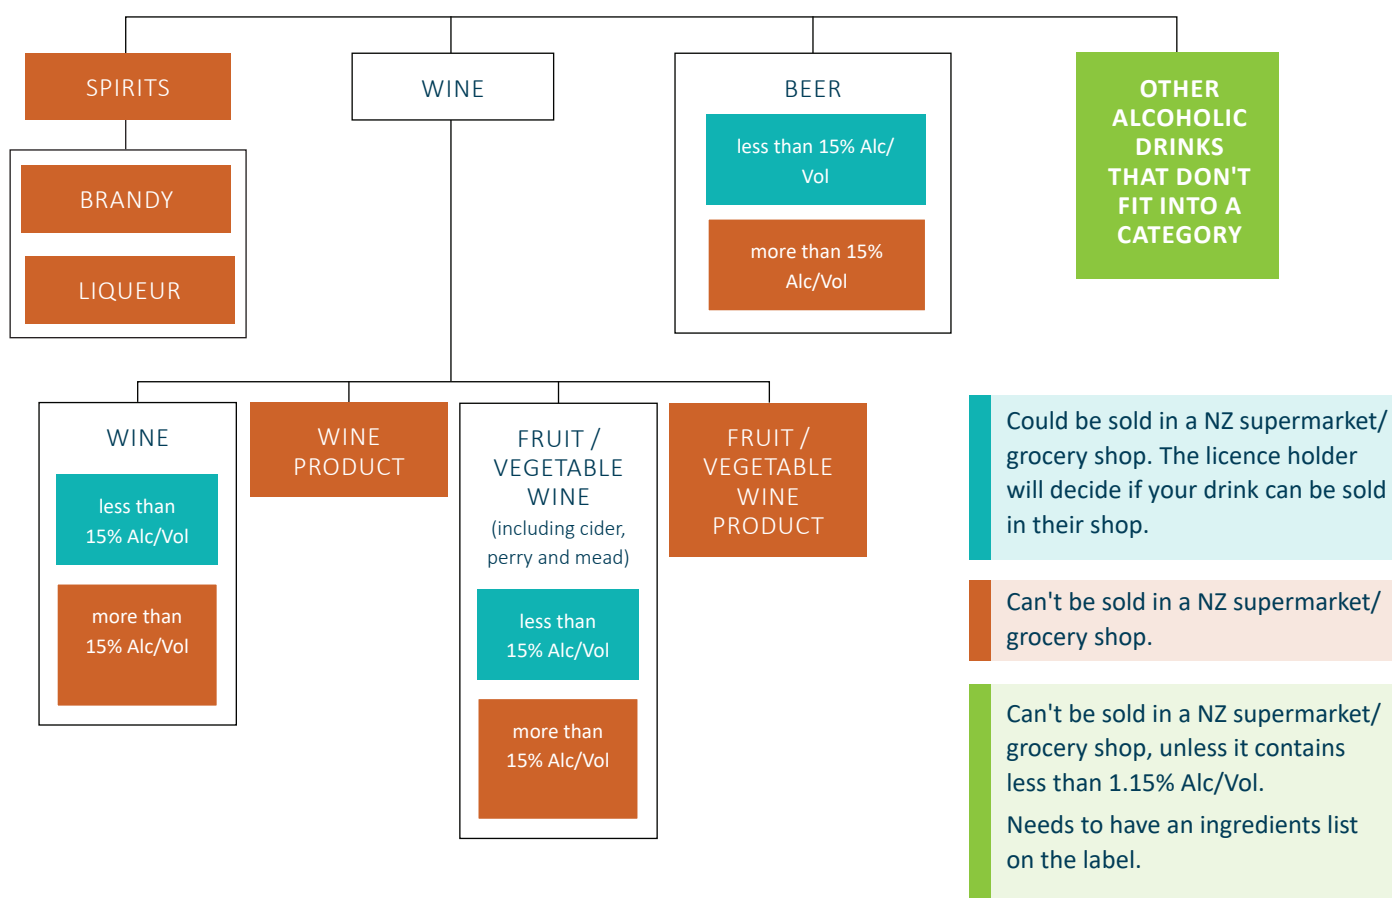 SPIRITS
BRANDY
LIQUEUR
WINE
BEER
less than 15% Alc/
Vol
more than 15%
Alc/Vol
OTHER
ALCOHOLIC
DRINKS
THAT DON'T
FIT INTO A
CATEGORY
WINE
less than
15% Alc/Vol
more than
15% Alc/Vol
WINE
PRODUCT
FRUIT /
VEGETABLE
WINE
(including cider,
perry and mead)
less than
15% Alc/Vol
more than
15% Alc/Vol
FRUIT /
VEGETABLE
WINE
PRODUCT
Could be sold in a NZ supermarket/
grocery shop. The licence holder
will decide if your drink can be sold
in their shop.
Can't be sold in a NZ supermarket/
grocery shop.
Can't be sold in a NZ supermarket/
grocery shop, unless it contains
less than 1.15% Alc/Vol.
Needs to have an ingredients list
on the label.